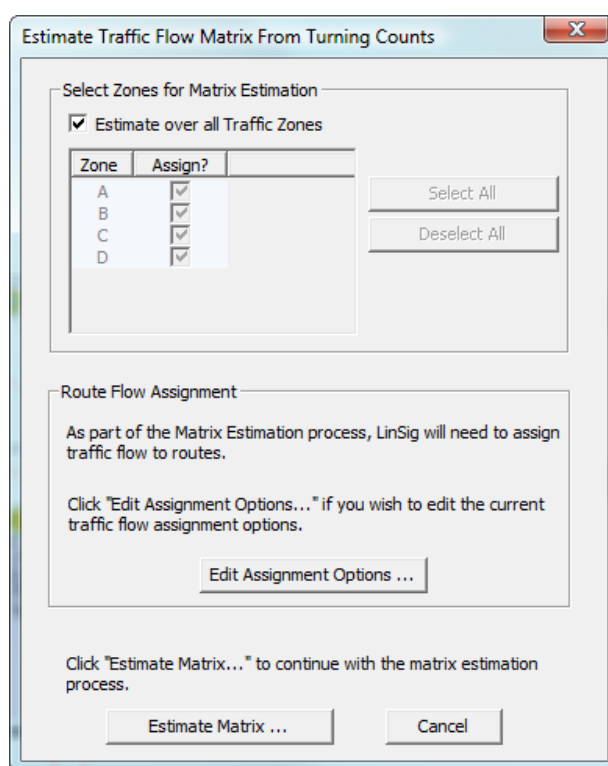 Estimate Traffic Flow Matrix From Turning Counts
Select Zones for Matrix Estimation
Estimate over all Traffic Zones
Zone Assign?
A
B
C
D
Select All
Deselect All
Route Flow Assignment
As part of the Matrix Estimation process, LinSig will need to assign
traffic flow to routes.
Click "Edit Assignment Options..." if you wish to edit the current
traffic flow assignment options.
Edit Assignment Options ...
Click "Estimate Matrix..." to continue with the matrix estimation
process.
Estimate Matrix ... Cancel